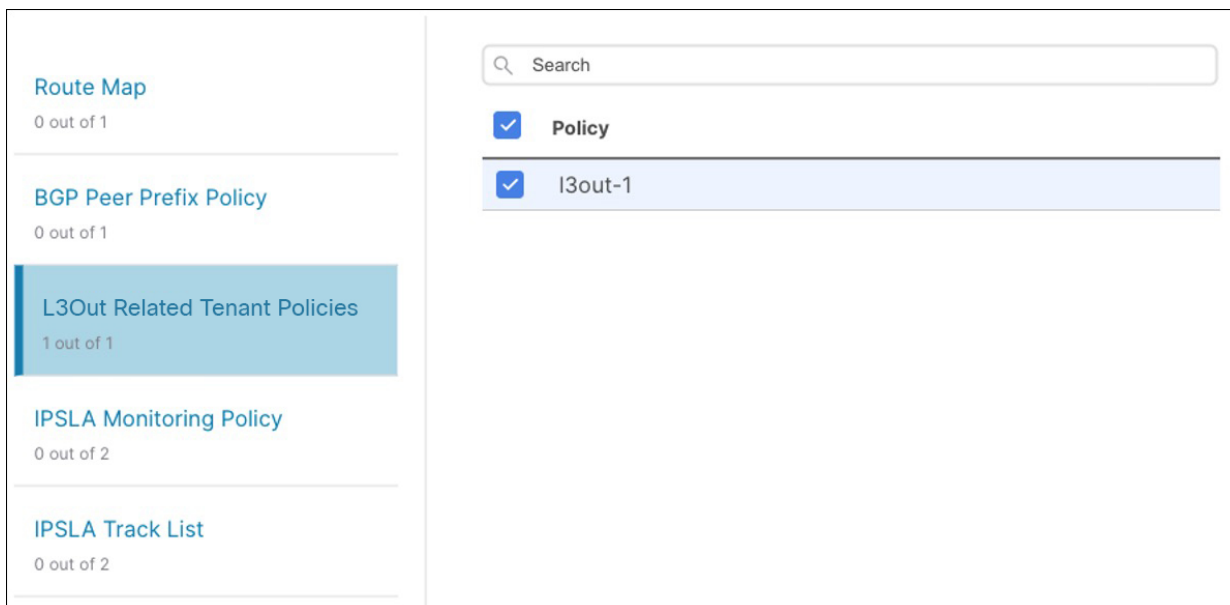 Route Map
0 out of 1
BGP Peer Prefix Policy
0 out of 1
L3Out Related Tenant Policies
1 out of 1
IPSLA Monitoring Policy
0 out of 2
IPSLA Track List
0 out of 2
Search
Policy
l3out-1